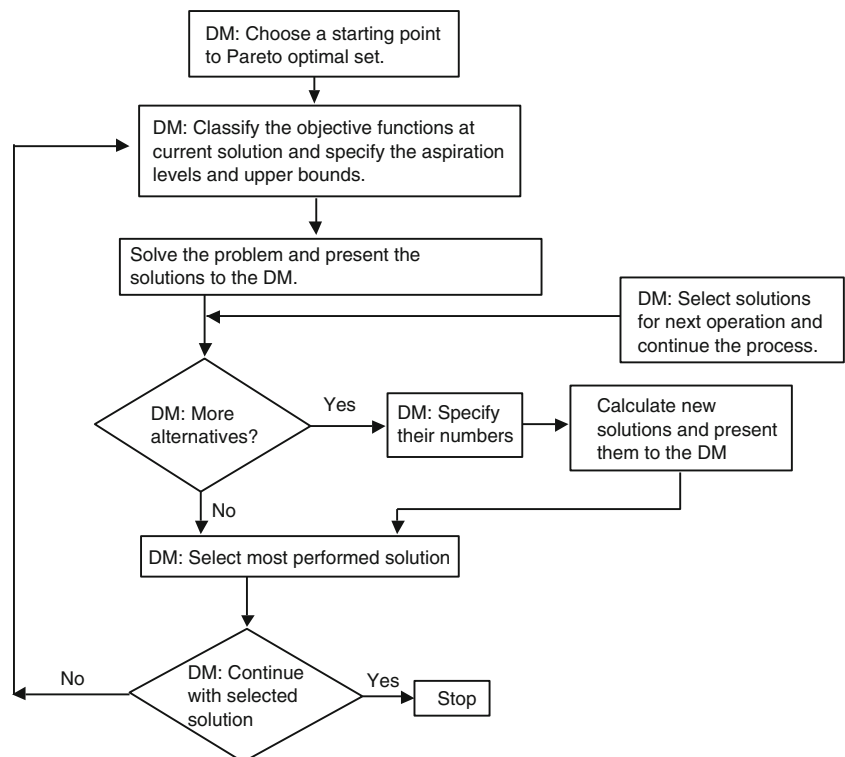 DM: Choose a starting point
to Pareto optimal set.
DM: Classify the objective functions at
current solution and specify the aspiration
levels and upper bounds.
Solve the problem and present the
solutions to the DM.
DM: Select solutions
for next operation and
continue the process.
DM: More
alternatives?
Yes
DM: Specify
their numbers
Calculate new
solutions and present
them to the DM
No
DM: Select most performed solution
DM: Continue
with selected
solution
No
Yes
Stop